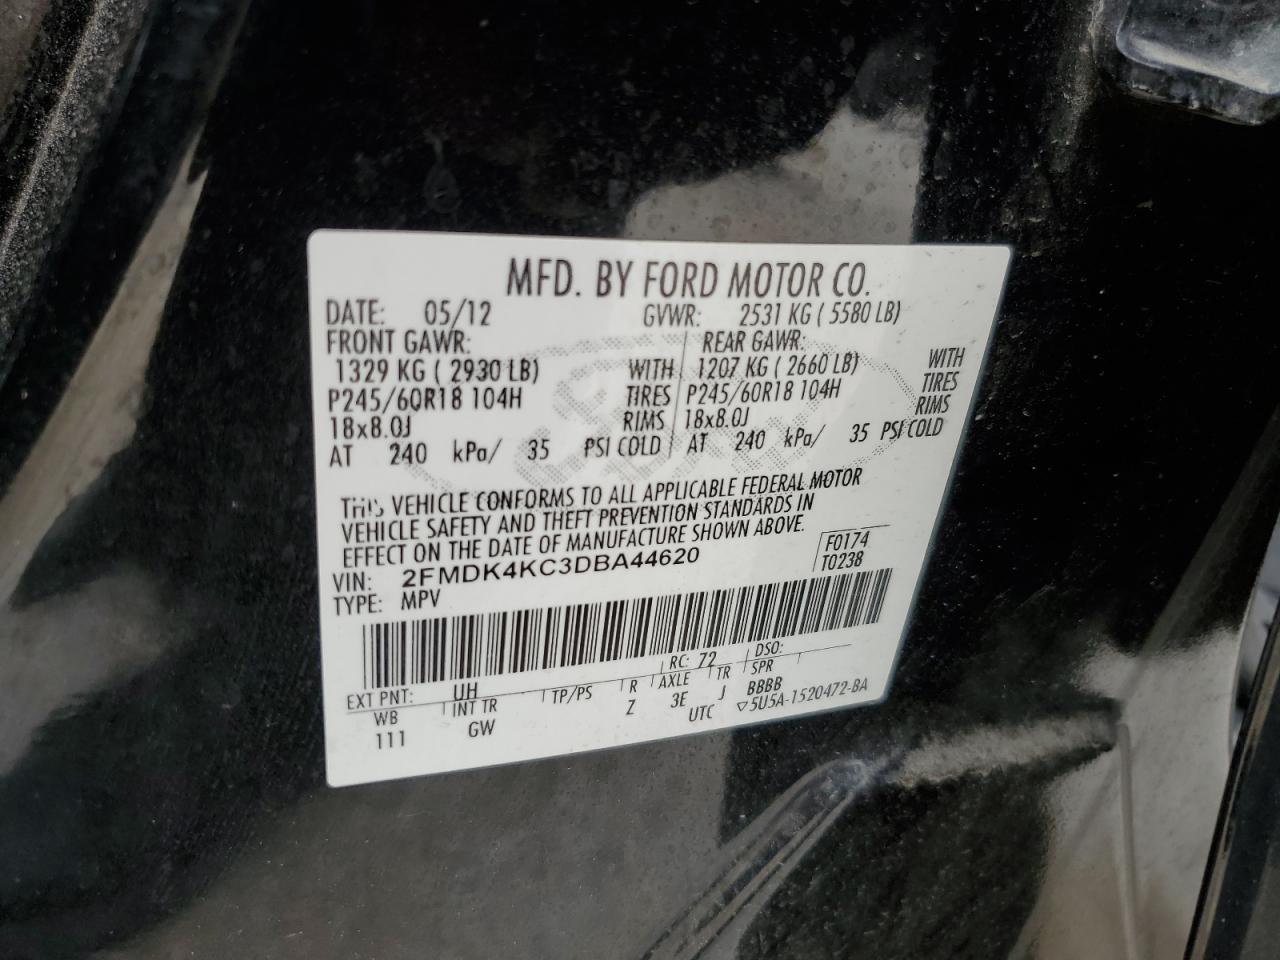 MFD. BY FORD MOTOR CO.
DATE: 05/12 GVWR: 2531 KG ( 5580 LB)
FRONT GAWR: REAR GAWR:
1329 KG ( 2930 LB) WITH 1207 KG ( 2660 LB) WITH
P245/60R18 104H TIRES P245/60R18 104H TIRES
18x8.0J RIMS 18x8.0J RIMS
AT 240 kPa/ 35 PSI COLD AT 240 kPa/ 35 PSI COLD
THIS VEHICLE CONFORMS TO ALL APPLICABLE FEDERAL MOTOR
VEHICLE SAFETY AND THEFT PREVENTION STANDARDS IN
EFFECT ON THE DATE OF MANUFACTURE SHOWN ABOVE.
VIN: 2FMDK4KC3DBA44620 F0174
TYPE: MPV T0238
EXT PNT: UH RC: 72 DSO:
WB INT TR TP/PS R AXLE TR SPR
111 GW Z 3E J BBBB
UTC ▽5U5A-1520472-BA